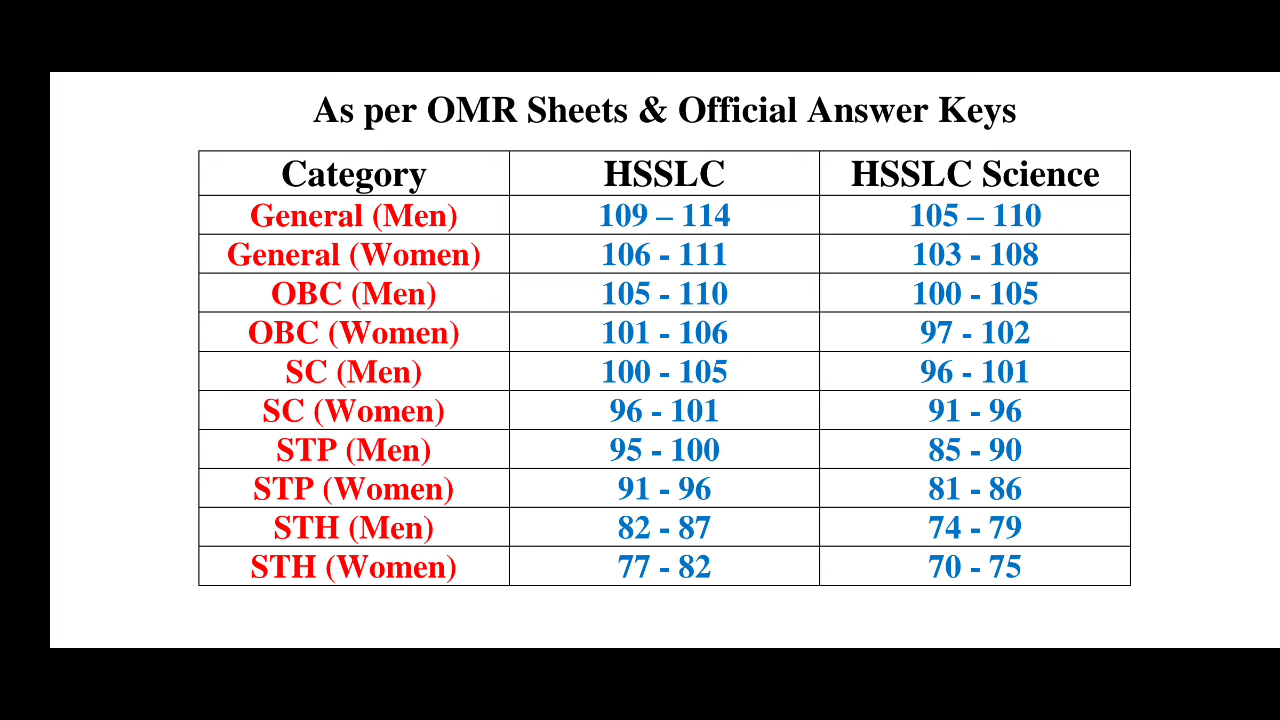 As per OMR Sheets & Official Answer Keys
Category HSSLC HSSLC Science
General (Men) 109 – 114 105 – 110
General (Women) 106 - 111 103 - 108
OBC (Men) 105 - 110 100 - 105
OBC (Women) 101 - 106 97 - 102
SC (Men) 100 - 105 96 - 101
SC (Women) 96 - 101 91 - 96
STP (Men) 95 - 100 85 - 90
STP (Women) 91 - 96 81 - 86
STH (Men) 82 - 87 74 - 79
STH (Women) 77 - 82 70 - 75